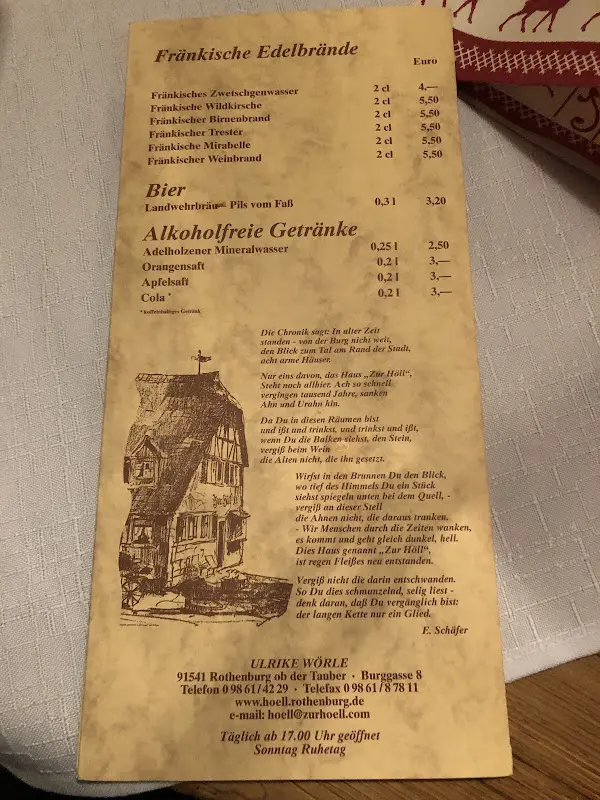 Fränkische Edelbrände
Euro
Fränkisches Zwetschgenwasser 2 cl 4,—
Fränkische Wildkirsche 2 cl 5,50
Fränkischer Birnenbrand 2 cl 5,50
Fränkischer Trester 2 cl 5,50
Fränkische Mirabelle 2 cl 5,50
Fränkischer Weinbrand 2 cl 5,50
Bier
Landwehrbräu Pils vom Faß 0,3 l 3,20
Alkoholfreie Getränke
Adelholzener Mineralwasser 0,25 l 2,50
Orangensaft 0,2 l 3,—
Apfelsaft 0,2 l 3,—
Cola * 0,2 l 3,—
* koffeinhaltiges Getränk
Die Chronik sagt: In alter Zeit
standen - von der Burg nicht weit,
den Blick zum Tal am Rand der Stadt,
acht arme Häuser.
Nur eins davon, das Haus „Zur Höll“,
Steht noch allhier. Ach so schnell
vergingen tausend Jahre, sanken
Ahn und Urahn hin.
Da Du in diesen Räumen bist
und ißt und trinkst, und trinkst und ißt,
wenn Du die Balken siehst, den Stein,
vergiß beim Wein
die Alten nicht, die ihn gesetzt.
Wirfst in den Brunnen Du den Blick,
wo tief des Himmels Du ein Stück
siehst spiegeln unten bei dem Quell, -
vergiß an dieser Stell
die Ahnen nicht, die daraus tranken,
- Wir Menschen durch die Zeiten wanken,
es kommt und geht gleich dunkel, hell.
Dies Haus genannt „Zur Höll“,
ist regen Fleißes neu entstanden.
Vergiß nicht die darin entschwanden.
So Du dies schmunzelnd, selig liest -
denk daran, daß Du vergänglich bist:
der langen Kette nur ein Glied.
E. Schäfer
ULRIKE WÖRLE
91541 Rothenburg ob der Tauber · Burggasse 8
Telefon 0 98 61 / 42 29 · Telefax 0 98 61 / 8 78 11
www.hoell.rothenburg.de
e-mail: hoell@zurhoell.com
Täglich ab 17.00 Uhr geöffnet
Sonntag Ruhetag